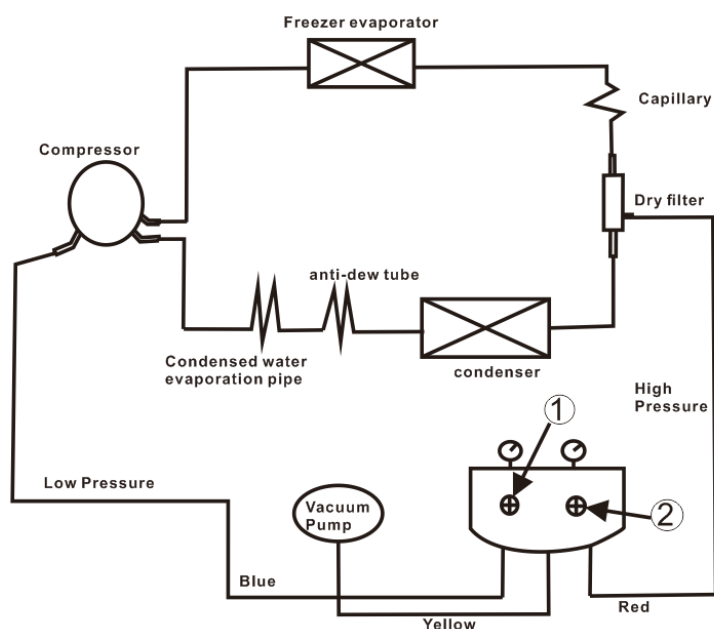 Freezer evaporator
Capillary
Compressor
Dry filter
anti-dew tube
Condensed water
evaporation pipe
condenser
High
Pressure
1
Low Pressure
Vacuum
Pump
2
Blue
Red
Yellow